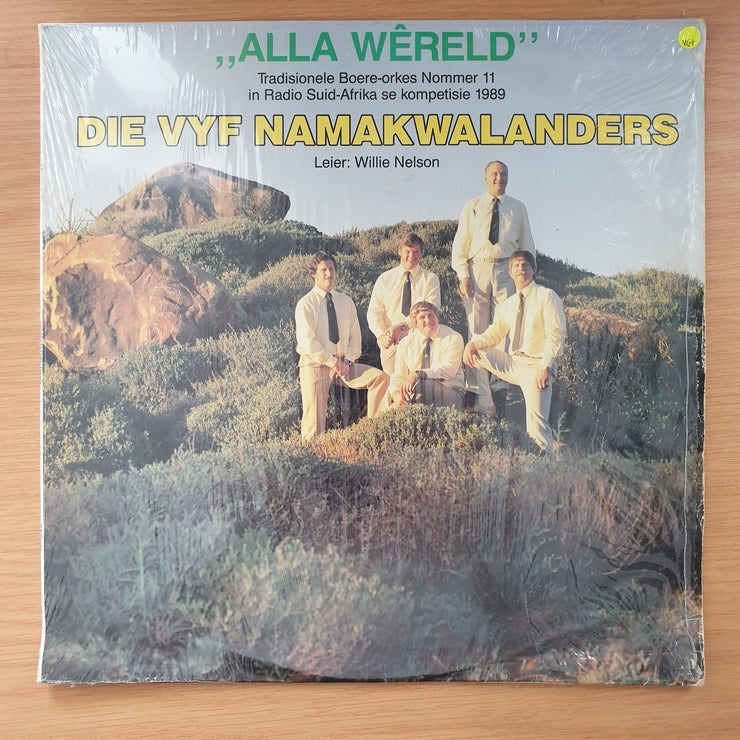 „ALLA WÊRELD”
VG+
Tradisionele Boere-orkes Nommer 11
in Radio Suid-Afrika se kompetisie 1989
DIE VYF NAMAKWALANDERS
Leier: Willie Nelson